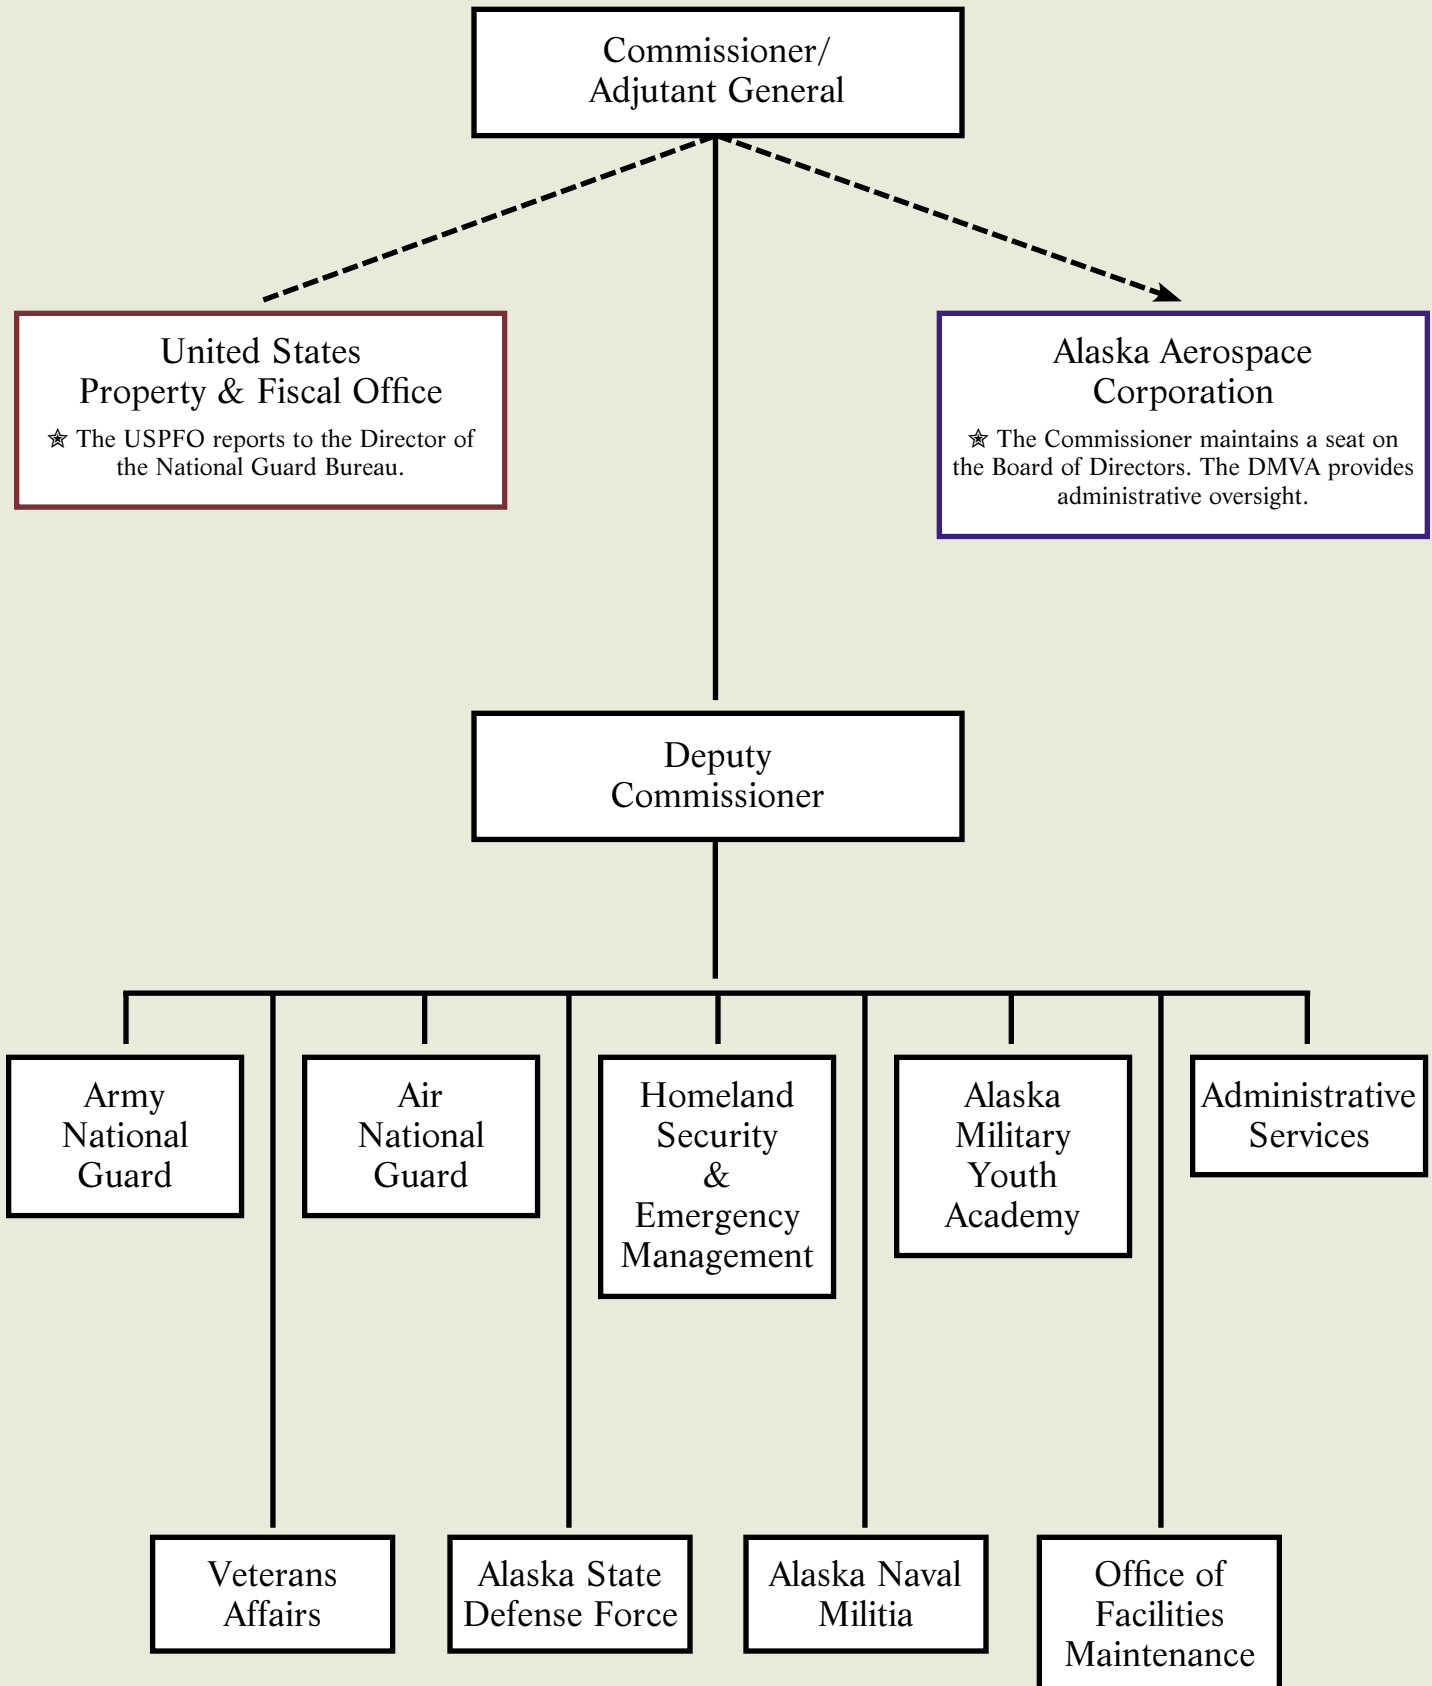 Commissioner/
Adjutant General
United States
Property & Fiscal Office
✯ The USPFO reports to the Director of
the National Guard Bureau.
Alaska Aerospace
Corporation
✯ The Commissioner maintains a seat on
the Board of Directors. The DMVA provides
administrative oversight.
Deputy
Commissioner
Army
National
Guard
Air
National
Guard
Homeland
Security
&
Emergency
Management
Alaska
Military
Youth
Academy
Administrative
Services
Veterans
Affairs
Alaska State
Defense Force
Alaska Naval
Militia
Office of
Facilities
Maintenance